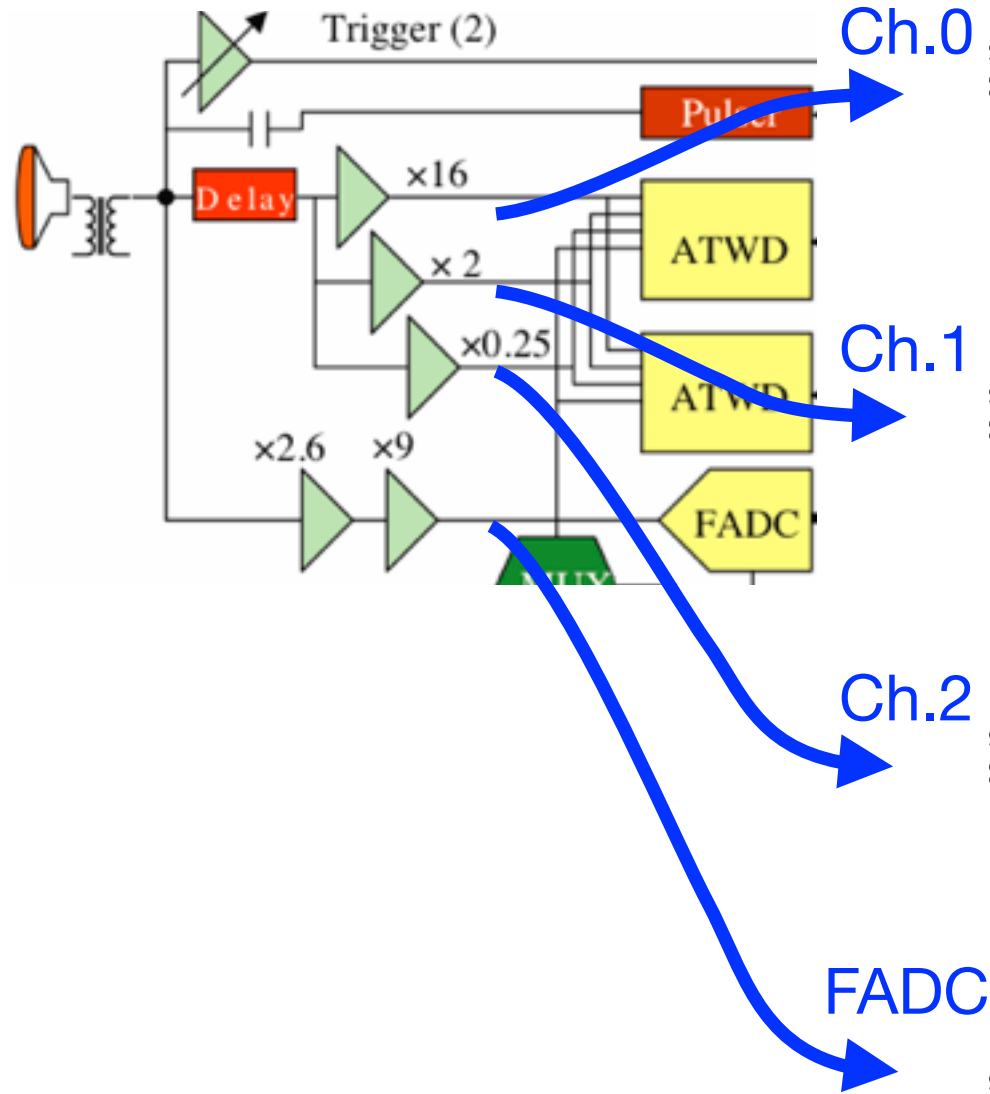 Trigger (2)
Ch.0
Pulser
×16
Delay
ATWD
× 2
×0.25
Ch.1
ATWD
×2.6
×9
FADC
MUX
Ch.2
FADC